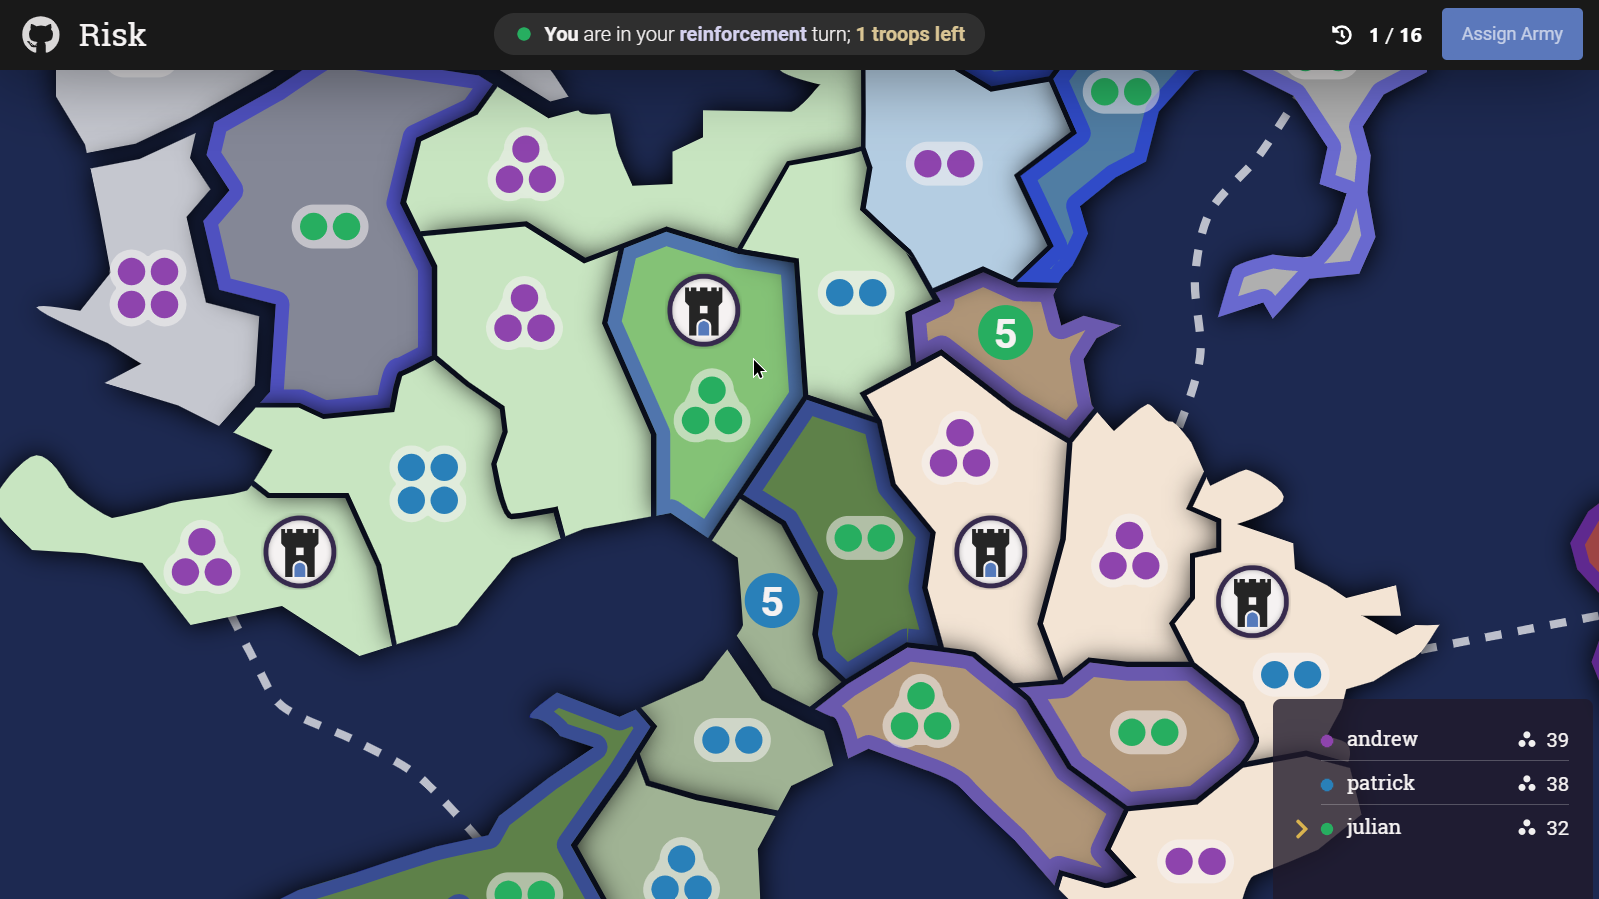 Risk
You are in your reinforcement turn; 1 troops left
1 / 16
Assign Army
5
5
andrew 39
patrick 38
julian 32